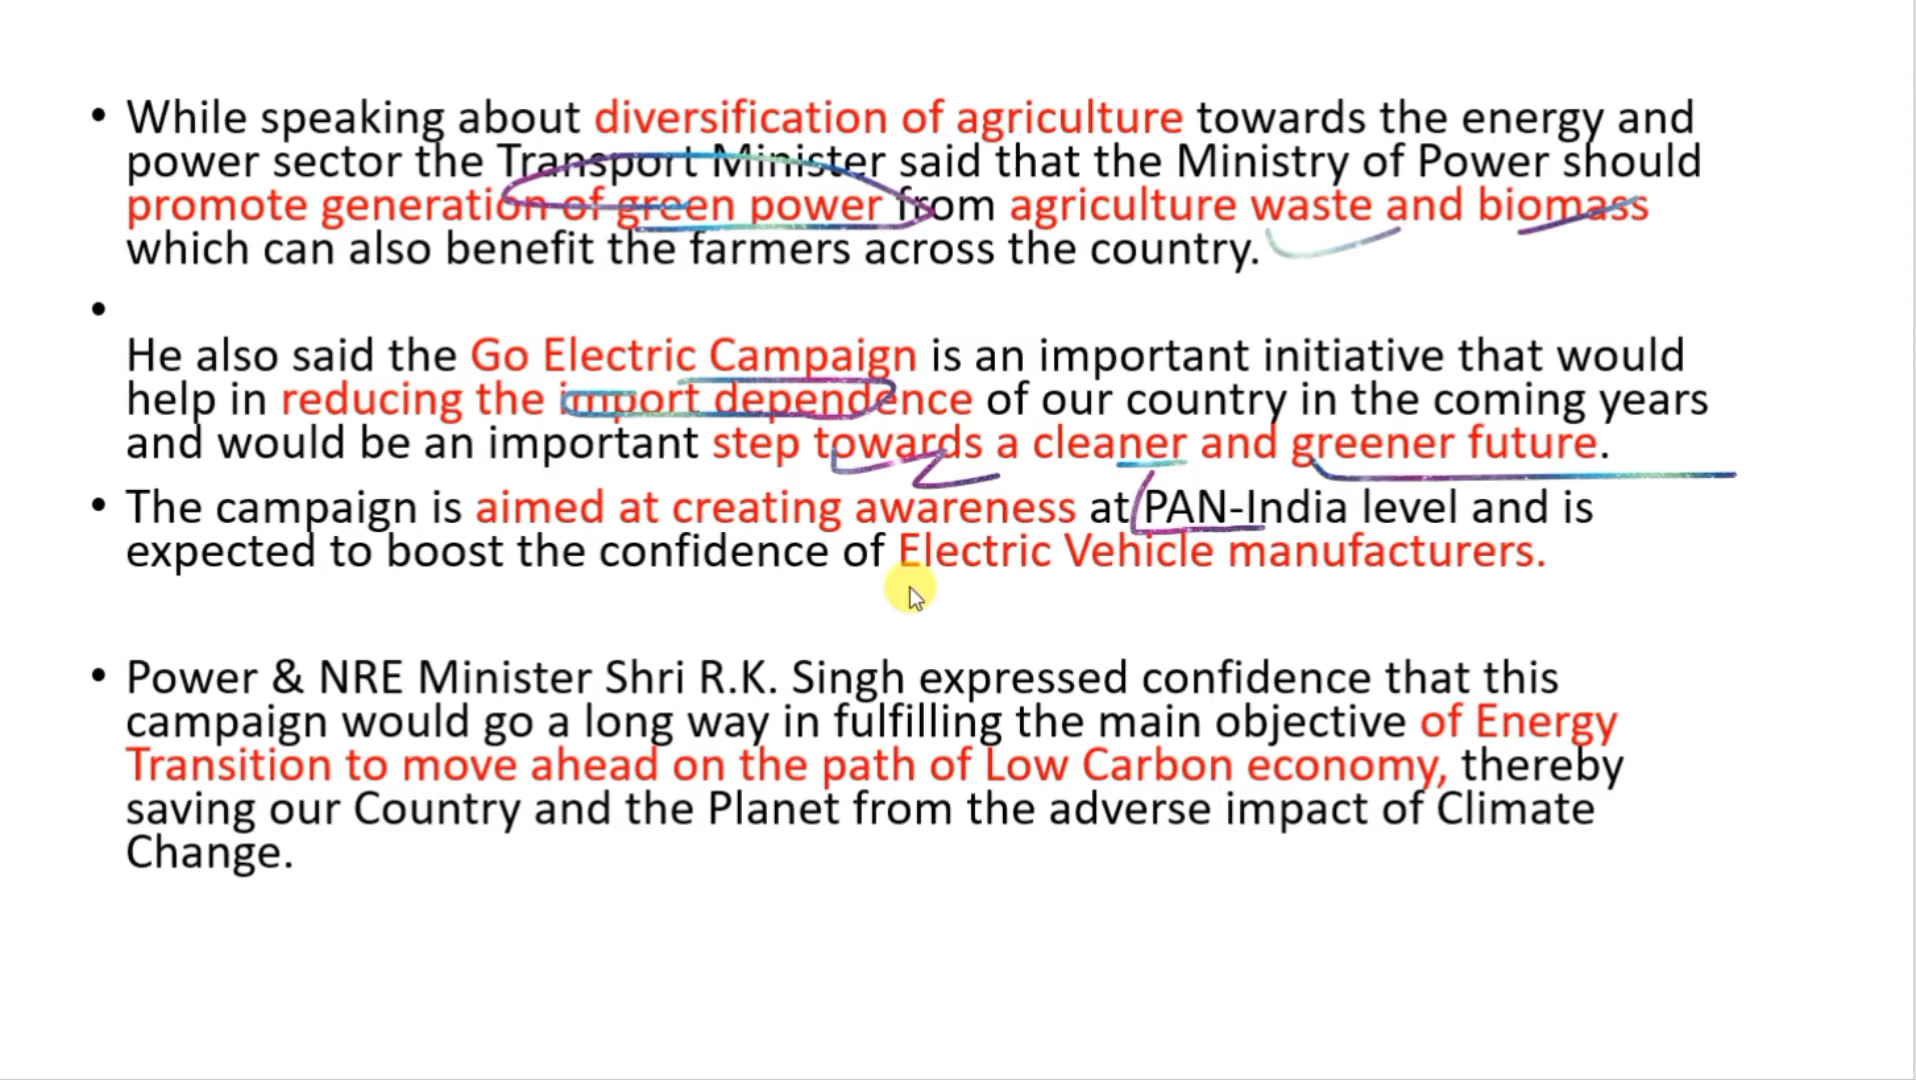 • While speaking about diversification of agriculture towards the energy and
power sector the Transport Minister said that the Ministry of Power should
promote generation of green power from agriculture waste and biomass
which can also benefit the farmers across the country.
•
He also said the Go Electric Campaign is an important initiative that would
help in reducing the import dependence of our country in the coming years
and would be an important step towards a cleaner and greener future.
• The campaign is aimed at creating awareness at PAN-India level and is
expected to boost the confidence of Electric Vehicle manufacturers.
• Power & NRE Minister Shri R.K. Singh expressed confidence that this
campaign would go a long way in fulfilling the main objective of Energy
Transition to move ahead on the path of Low Carbon economy, thereby
saving our Country and the Planet from the adverse impact of Climate
Change.